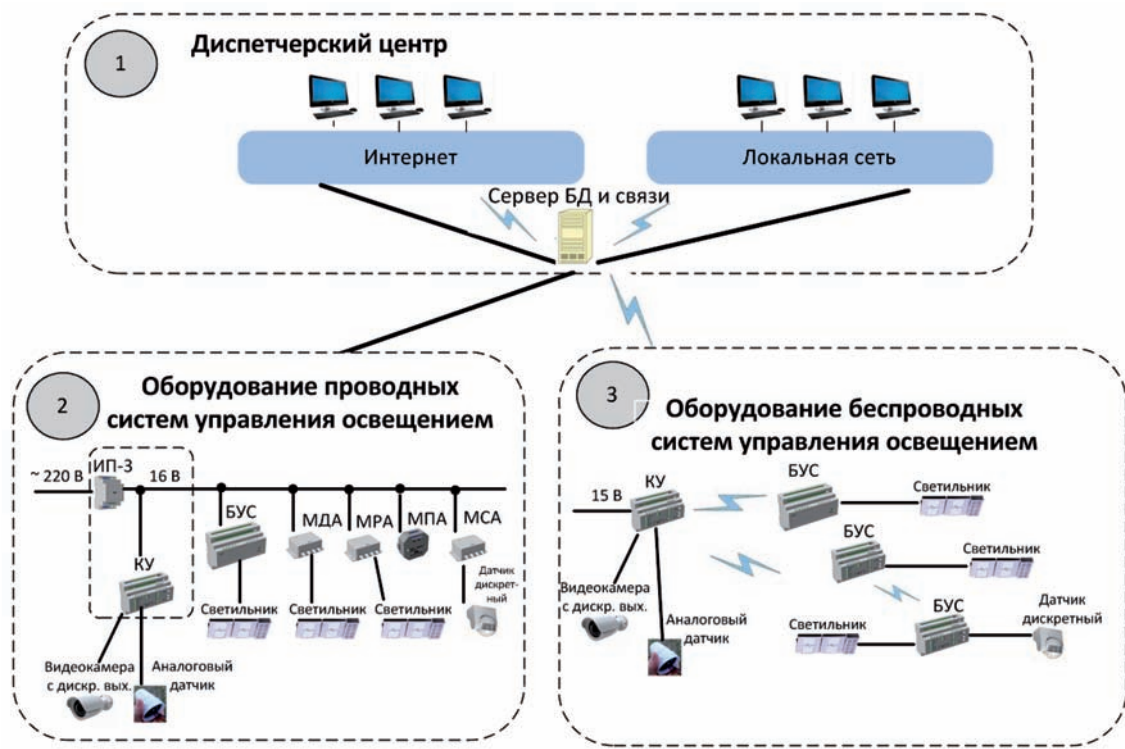 1
Диспетчерский центр
Интернет
Локальная сеть
Сервер БД и связи
2
Оборудование проводных
систем управления освещением
~ 220 В
ИП-3
16 В
БУС
МДА
МРА
МПА
МСА
КУ
Светильник
Светильник
Светильник
Датчик
дискрет-
ный
Видеокамера
с дискр. вых.
Аналоговый
датчик
3
Оборудование беспроводных
систем управления освещением
15 В
КУ
БУС
Светильник
БУС
Светильник
Видеокамера
с дискр. вых.
Аналоговый
датчик
Светильник
БУС
Датчик
дискретный